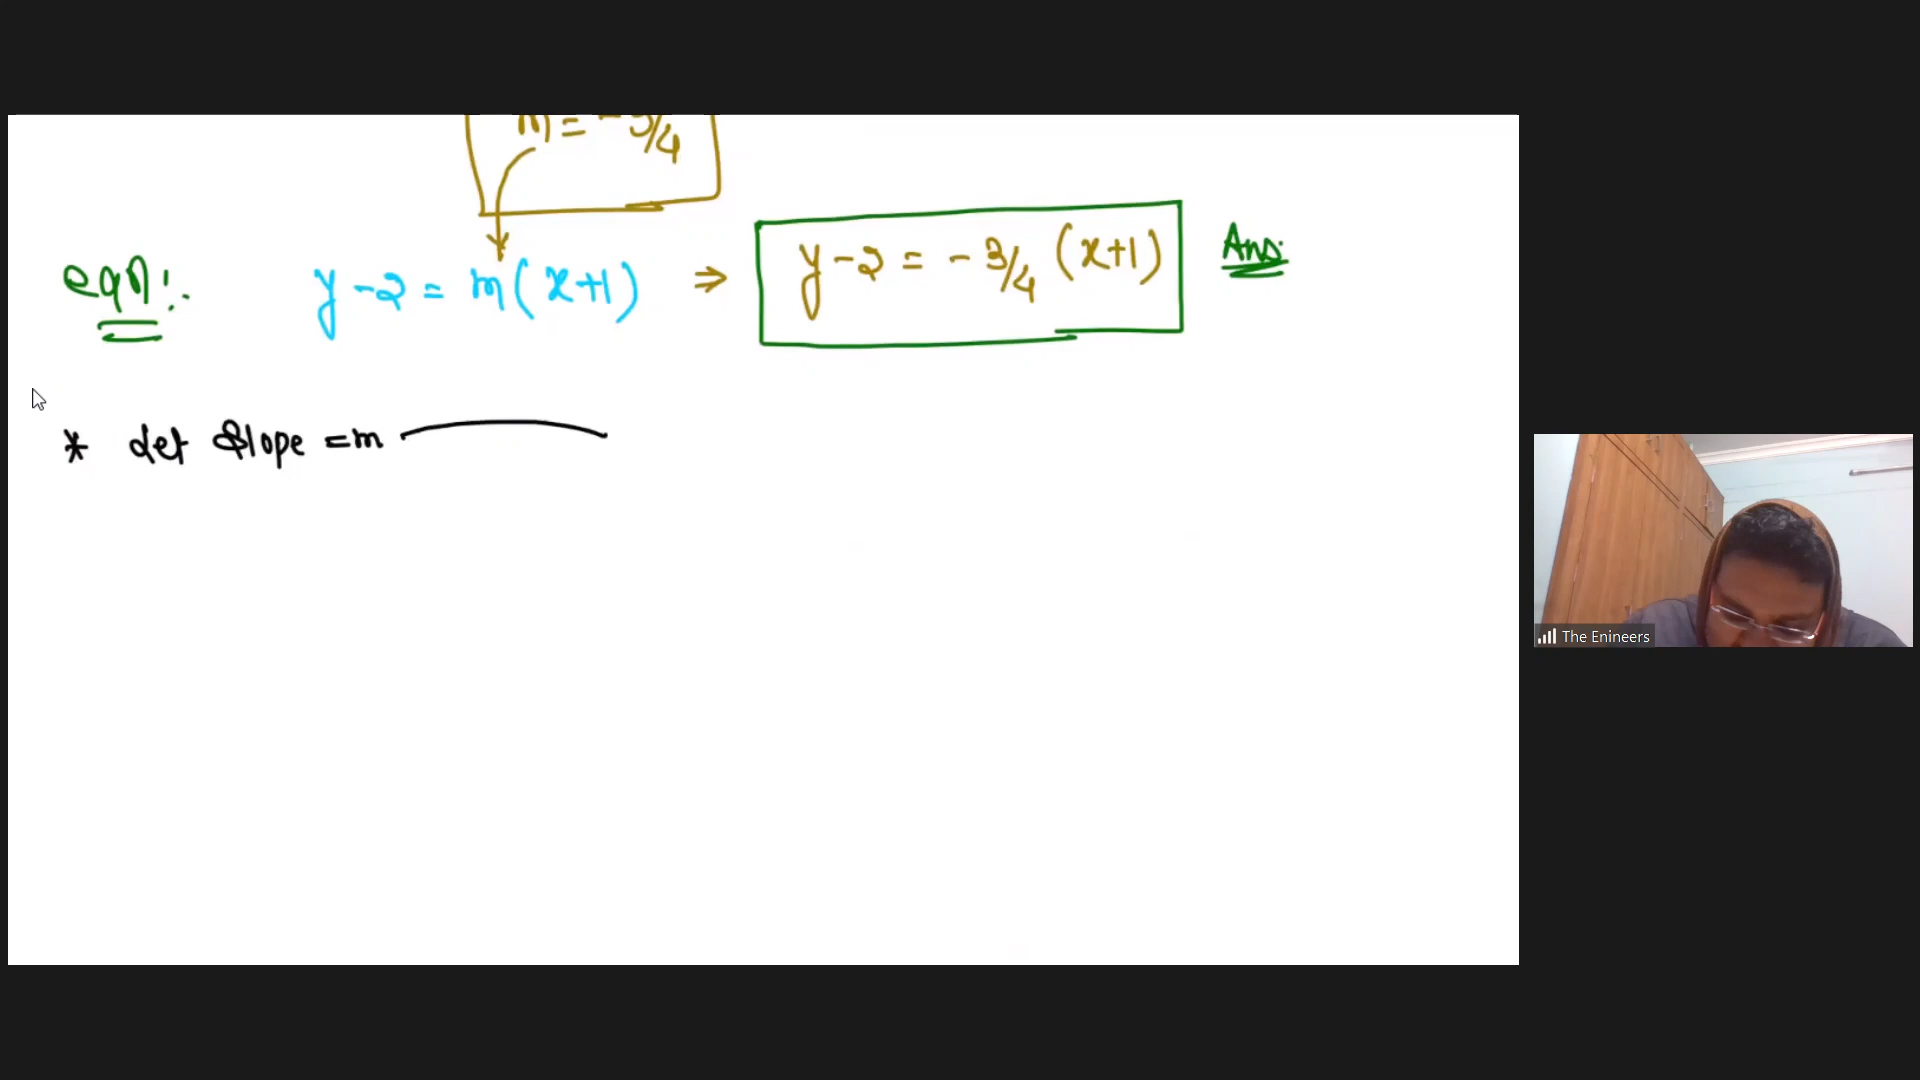 m = - 3/4
eqn:. y - 2 = m ( x + 1 ) ⇒ y - 2 = - 3/4 ( x + 1 ) Ans:
* Let Slope = m
The Enineers